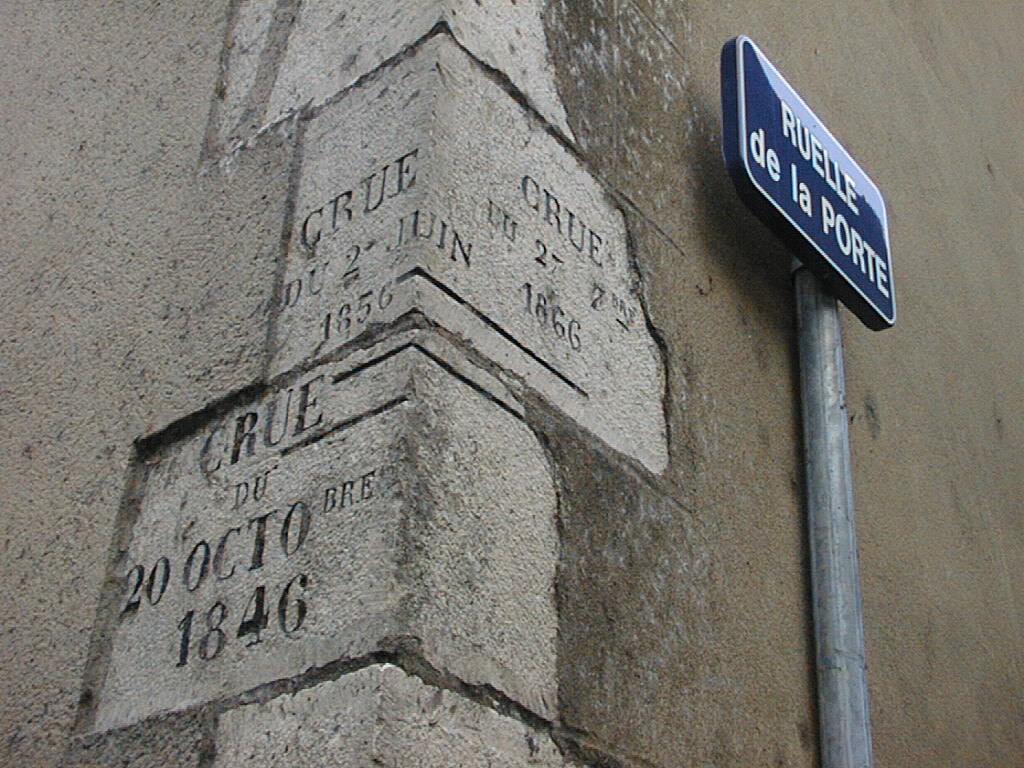 CRUE
DU 2 JUIN
1856
CRUE
DU 27
7BRE
1866
CRUE
DU
20 OCTOBRE
1846
RUELLE
de la PORTE